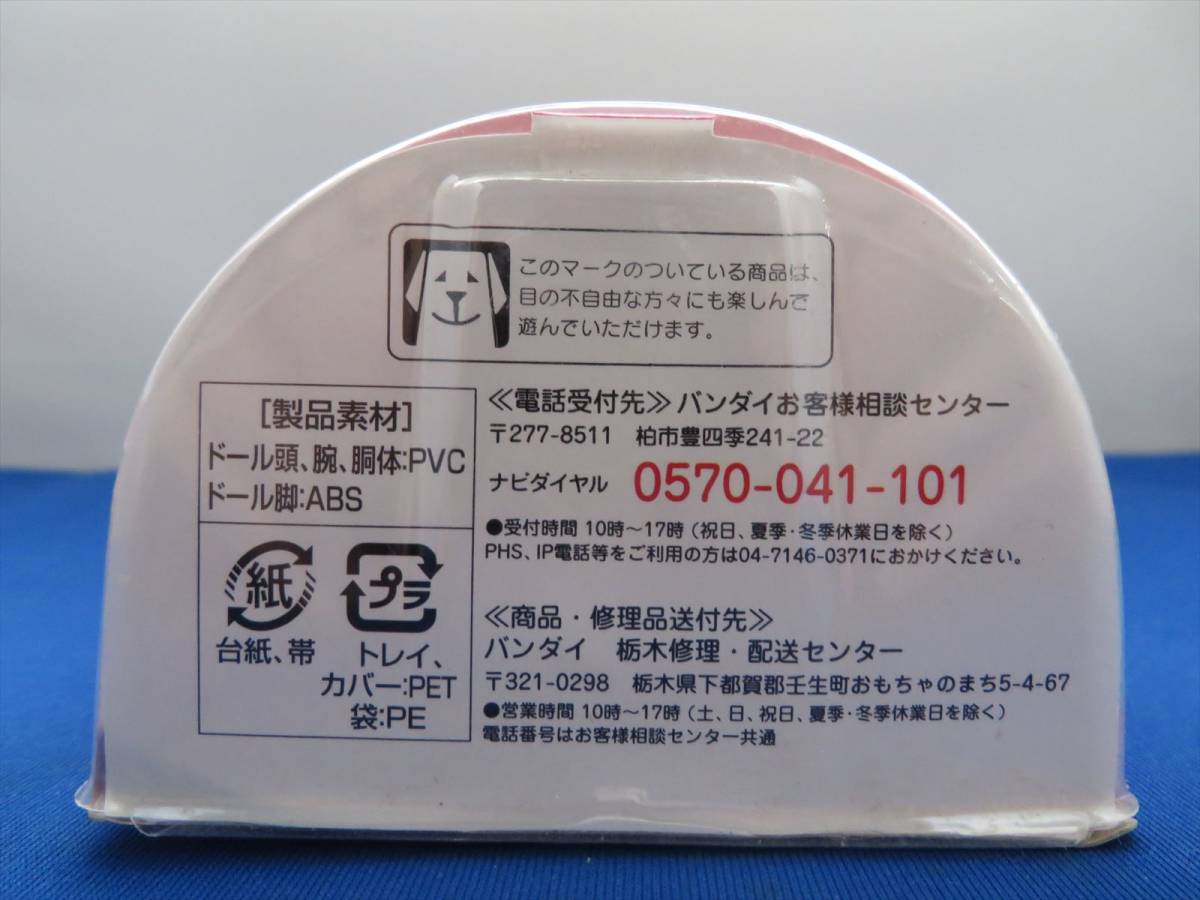 このマークのついている商品は、
目の不自由な方々にも楽しんで
遊んでいただけます。
[製品素材]
ドール頭、腕、胴体:PVC
ドール脚:ABS
紙
台紙、帯
プラ
トレイ、
カバー:PET
袋:PE
≪電話受付先≫バンダイお客様相談センター
〒277-8511 柏市豊四季241-22
ナビダイヤル 0570-041-101
●受付時間 10時～17時(祝日、夏季・冬季休業日を除く)
PHS、IP電話等をご利用の方は04-7146-0371におかけください。
≪商品・修理品送付先≫
バンダイ 栃木修理・配送センター
〒321-0298 栃木県下都賀郡壬生町おもちゃのまち5-4-67
●営業時間 10時～17時(土、日、祝日、夏季・冬季休業日を除く)
電話番号はお客様相談センター共通